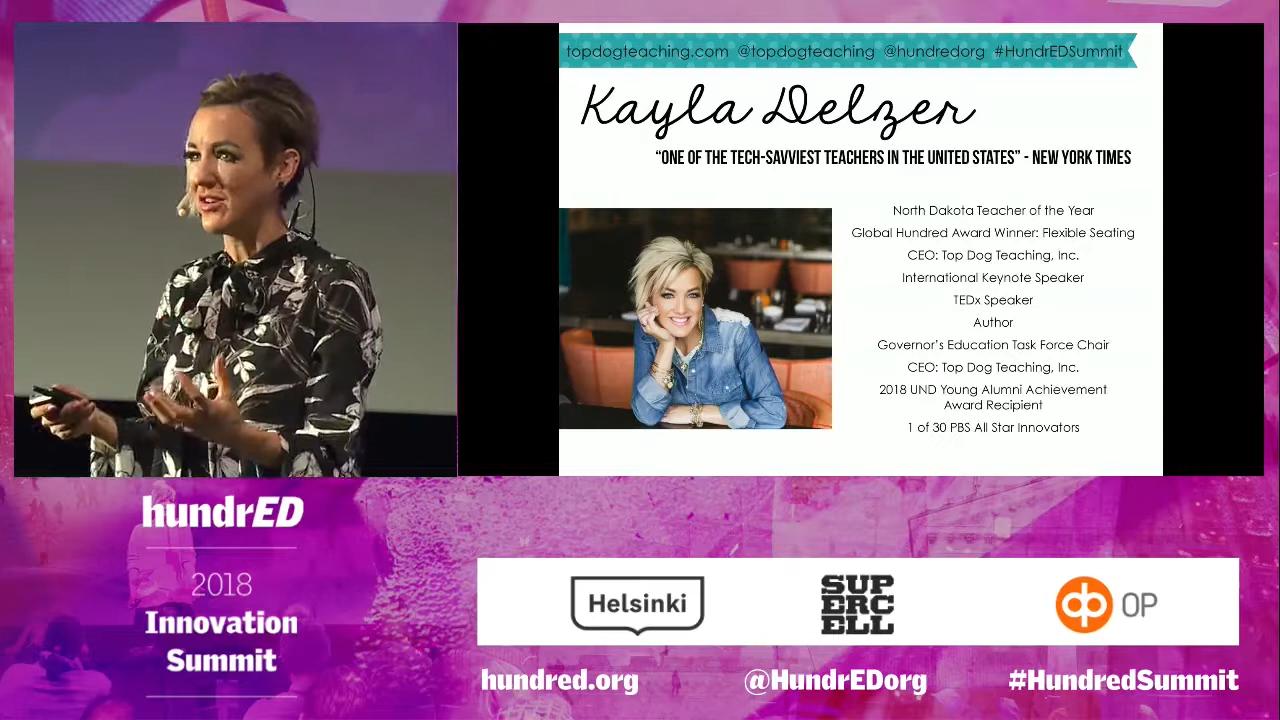 topdogteaching.com @topdogteaching @hundredorg #HundrEDSummit
Kayla Delzer
“ONE OF THE TECH-SAVVIEST TEACHERS IN THE UNITED STATES” - NEW YORK TIMES
North Dakota Teacher of the Year
Global Hundred Award Winner: Flexible Seating
CEO: Top Dog Teaching, Inc.
International Keynote Speaker
TEDx Speaker
Author
Governor’s Education Task Force Chair
CEO: Top Dog Teaching, Inc.
2018 UND Young Alumni Achievement
Award Recipient
1 of 30 PBS All Star Innovators
hundrED
2018
Innovation
Summit
Helsinki
SUP
ERC
ELL
OP
hundred.org @HundrEDorg #HundredSummit